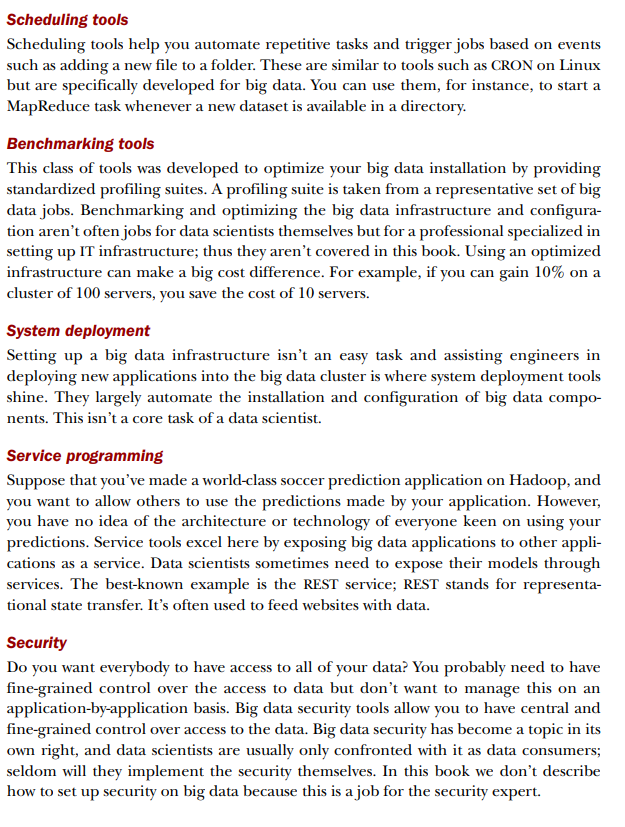 Scheduling tools
Scheduling tools help you automate repetitive tasks and trigger jobs based on events
such as adding a new file to a folder. These are similar to tools such as CRON on Linux
but are specifically developed for big data. You can use them, for instance, to start a
MapReduce task whenever a new dataset is available in a directory.
Benchmarking tools
This class of tools was developed to optimize your big data installation by providing
standardized profiling suites. A profiling suite is taken from a representative set of big
data jobs. Benchmarking and optimizing the big data infrastructure and configura-
tion aren't often jobs for data scientists themselves but for a professional specialized in
setting up IT infrastructure; thus they aren't covered in this book. Using an optimized
infrastructure can make a big cost difference. For example, if you can gain 10% on a
cluster of 100 servers, you save the cost of 10 servers.
System deployment
Setting up a big data infrastructure isn't an easy task and assisting engineers in
deploying new applications into the big data cluster is where system deployment tools
shine. They largely automate the installation and configuration of big data compo-
nents. This isn't a core task of a data scientist.
Service programming
Suppose that you've made a world-class soccer prediction application on Hadoop, and
you want to allow others to use the predictions made by your application. However,
you have no idea of the architecture or technology of everyone keen on using your
predictions. Service tools excel here by exposing big data applications to other appli-
cations as a service. Data scientists sometimes need to expose their models through
services. The best-known example is the REST service; REST stands for representa-
tional state transfer. It's often used to feed websites with data.
Security
Do you want everybody to have access to all of your data? You probably need to have
fine-grained control over the access to data but don't want to manage this on an
application-by-application basis. Big data security tools allow you to have central and
fine-grained control over access to the data. Big data security has become a topic in its
own right, and data scientists are usually only confronted with it as data consumers;
seldom will they implement the security themselves. In this book we don't describe
how to set up security on big data because this is a job for the security expert.